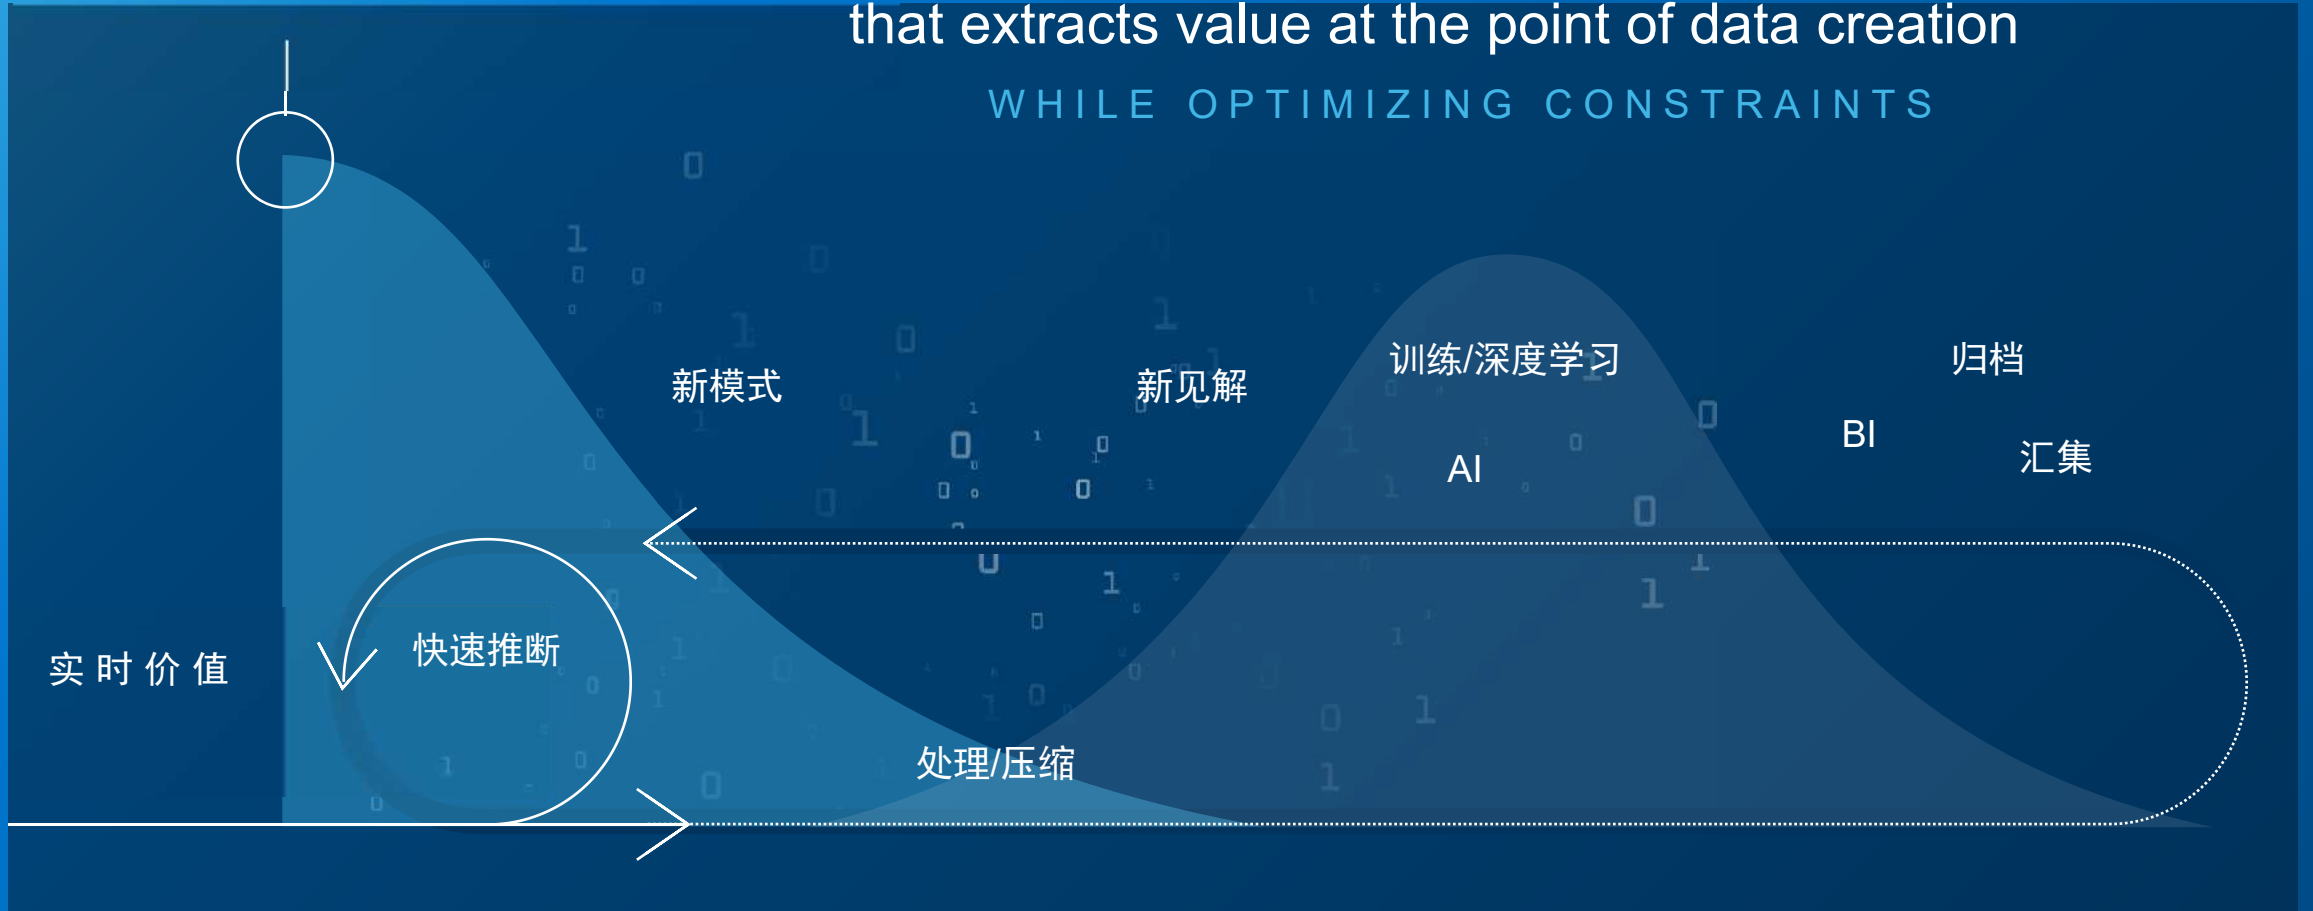 that extracts value at the point of data creation
WHILE OPTIMIZING CONSTRAINTS
新模式
新见解
训练/深度学习
归档
BI
汇集
AI
快速推断
实时价值
处理/压缩